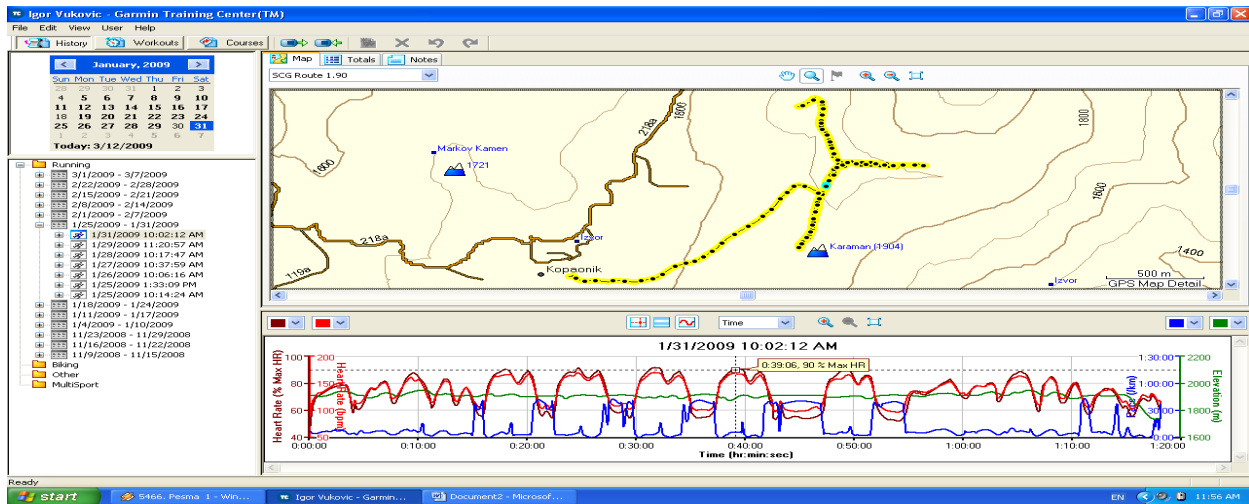 Igor Vukovic - Garmin Training Center(TM)
File Edit View User Help
History Workouts Courses
January, 2009
Sun Mon Tue Wed Thu Fri Sat
28 29 30 31 1 2 3
4 5 6 7 8 9 10
11 12 13 14 15 16 17
18 19 20 21 22 23 24
25 26 27 28 29 30 31
1 2 3 4 5 6 7
Today: 3/12/2009
Running
3/1/2009 - 3/7/2009
2/22/2009 - 2/28/2009
2/15/2009 - 2/21/2009
2/8/2009 - 2/14/2009
2/1/2009 - 2/7/2009
1/25/2009 - 1/31/2009
1/31/2009 10:02:12 AM
1/29/2009 11:20:57 AM
1/28/2009 10:17:47 AM
1/27/2009 10:37:59 AM
1/26/2009 10:06:16 AM
1/25/2009 1:33:09 PM
1/25/2009 10:14:24 AM
1/18/2009 - 1/24/2009
1/11/2009 - 1/17/2009
1/4/2009 - 1/10/2009
11/23/2008 - 11/29/2008
11/16/2008 - 11/22/2008
11/9/2008 - 11/15/2008
Biking
Other
MultiSport
Map Totals Notes
SCG Route 1.90
1600
Markov Kamen
1721
218a
1600
1800
1600
218a
119a
Izvor
Kopaonik
Karaman (1904)
1400
Izvor
500 m
GPS Map Detail
Time
1/31/2009 10:02:12 AM
0:39:06, 90 % Max HR
Heart Rate (% Max HR)
100
80
60
40
Heart Rate (bpm)
200
150
100
50
1:30:00
1:00:00
0:30:00
0:00
2200
2000
1800
1600
Elevation (m)
0:00:00 0:10:00 0:20:00 0:30:00 0:40:00 0:50:00 1:00:00 1:10:00 1:20:00
Time (hr:min:sec)
Ready
start 5466. Pesma 1 - Win... Igor Vukovic - Garmin... Document2 - Microsof... EN 11:56 AM